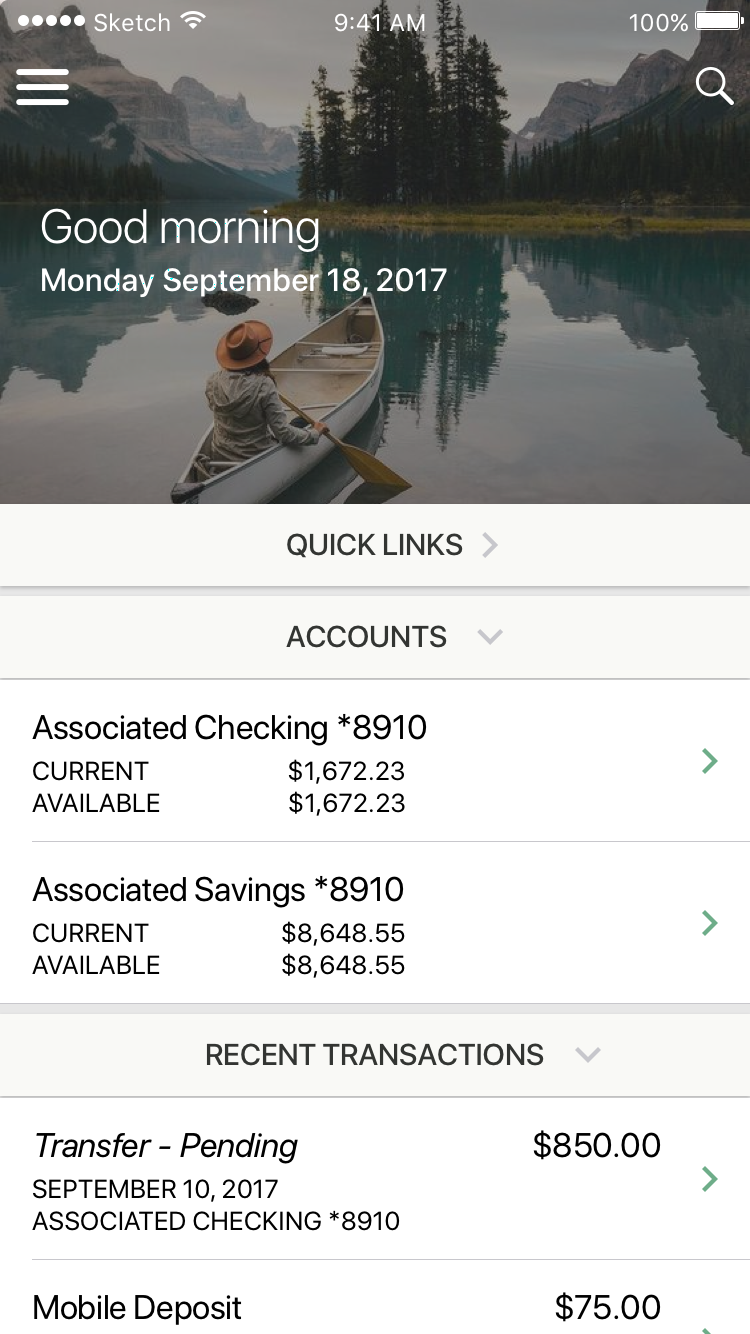 Sketch 9:41 AM 100%
Good morning
Monday September 18, 2017
QUICK LINKS
ACCOUNTS
Associated Checking *8910
CURRENT $1,672.23
AVAILABLE $1,672.23
Associated Savings *8910
CURRENT $8,648.55
AVAILABLE $8,648.55
RECENT TRANSACTIONS
Transfer - Pending $850.00
SEPTEMBER 10, 2017
ASSOCIATED CHECKING *8910
Mobile Deposit $75.00